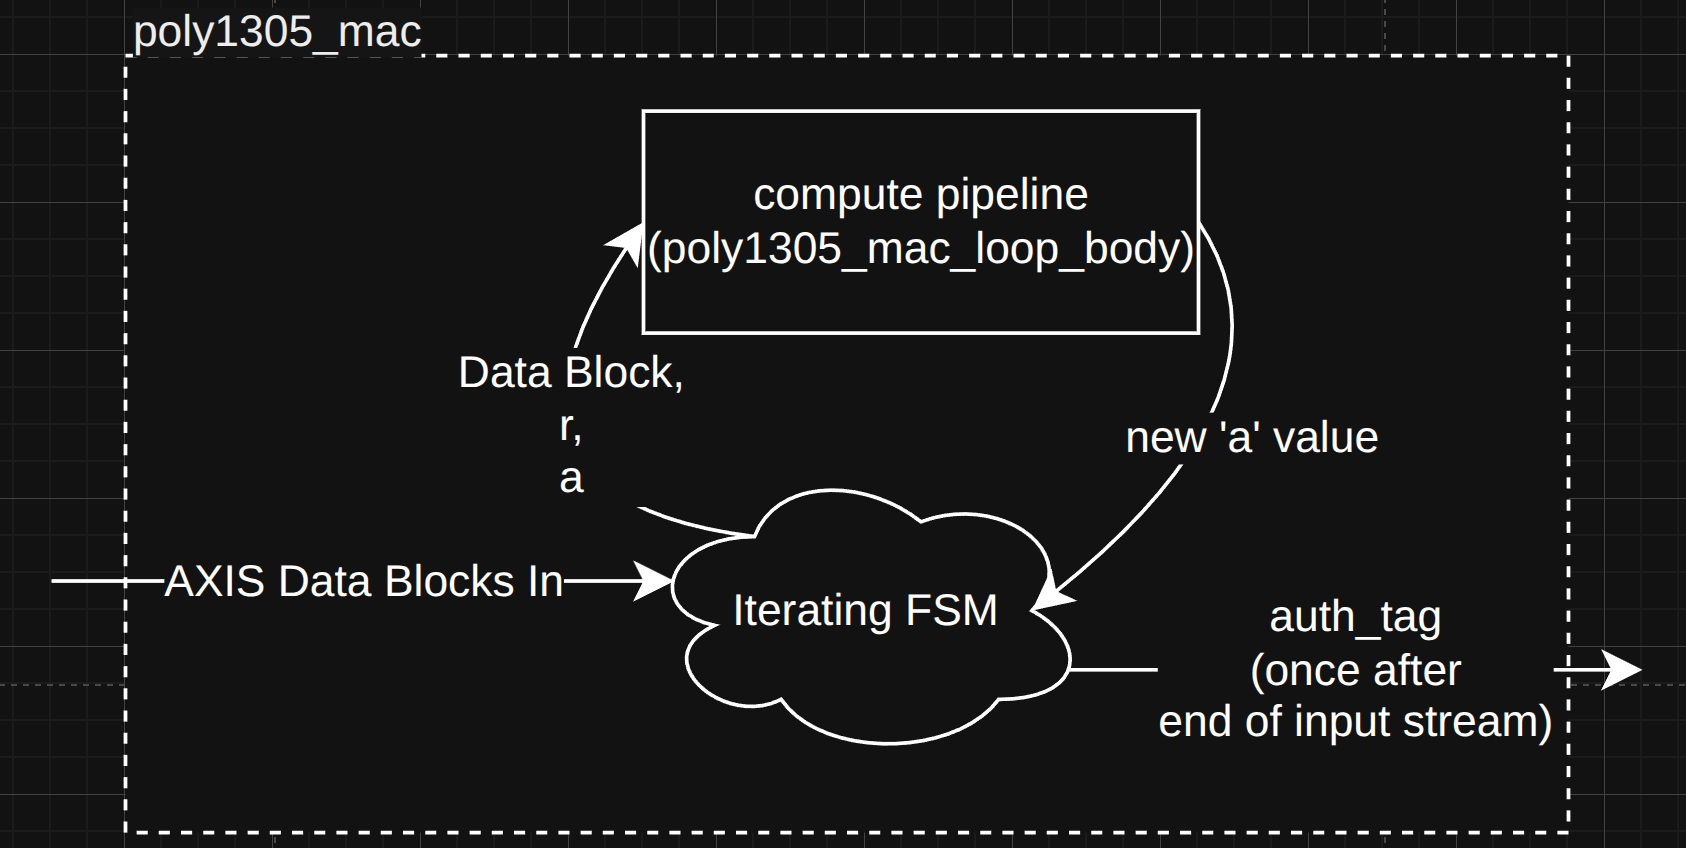 poly1305_mac
compute pipeline
(poly1305_mac_loop_body)
Data Block,
r,
a
new 'a' value
AXIS Data Blocks In
Iterating FSM
auth_tag
(once after
end of input stream)